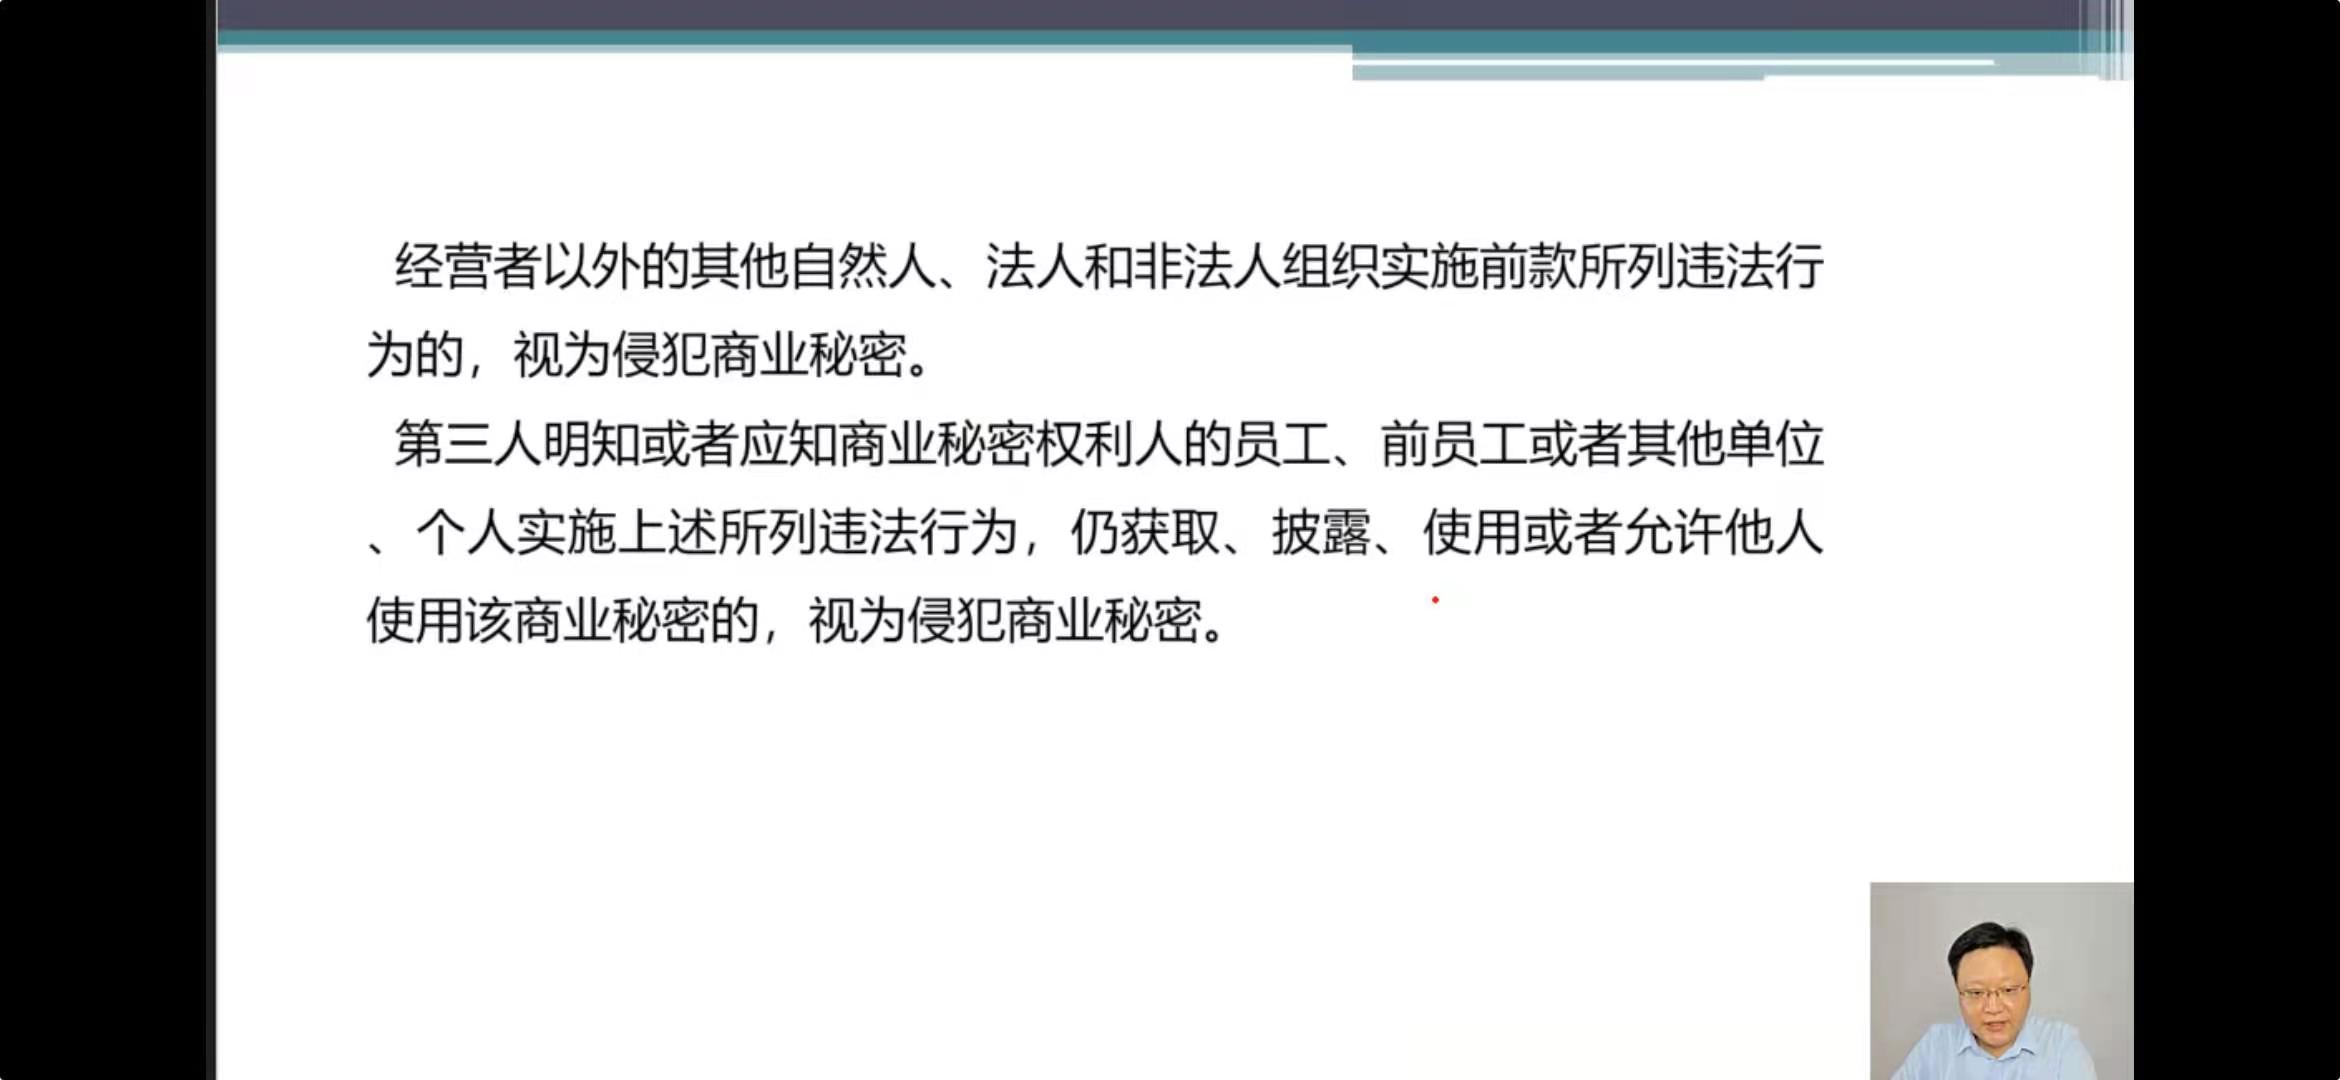 经营者以外的其他自然人、法人和非法人组织实施前款所列违法行
为的，视为侵犯商业秘密。
第三人明知或者应知商业秘密权利人的员工、前员工或者其他单位
、个人实施上述所列违法行为，仍获取、披露、使用或者允许他人
使用该商业秘密的，视为侵犯商业秘密。